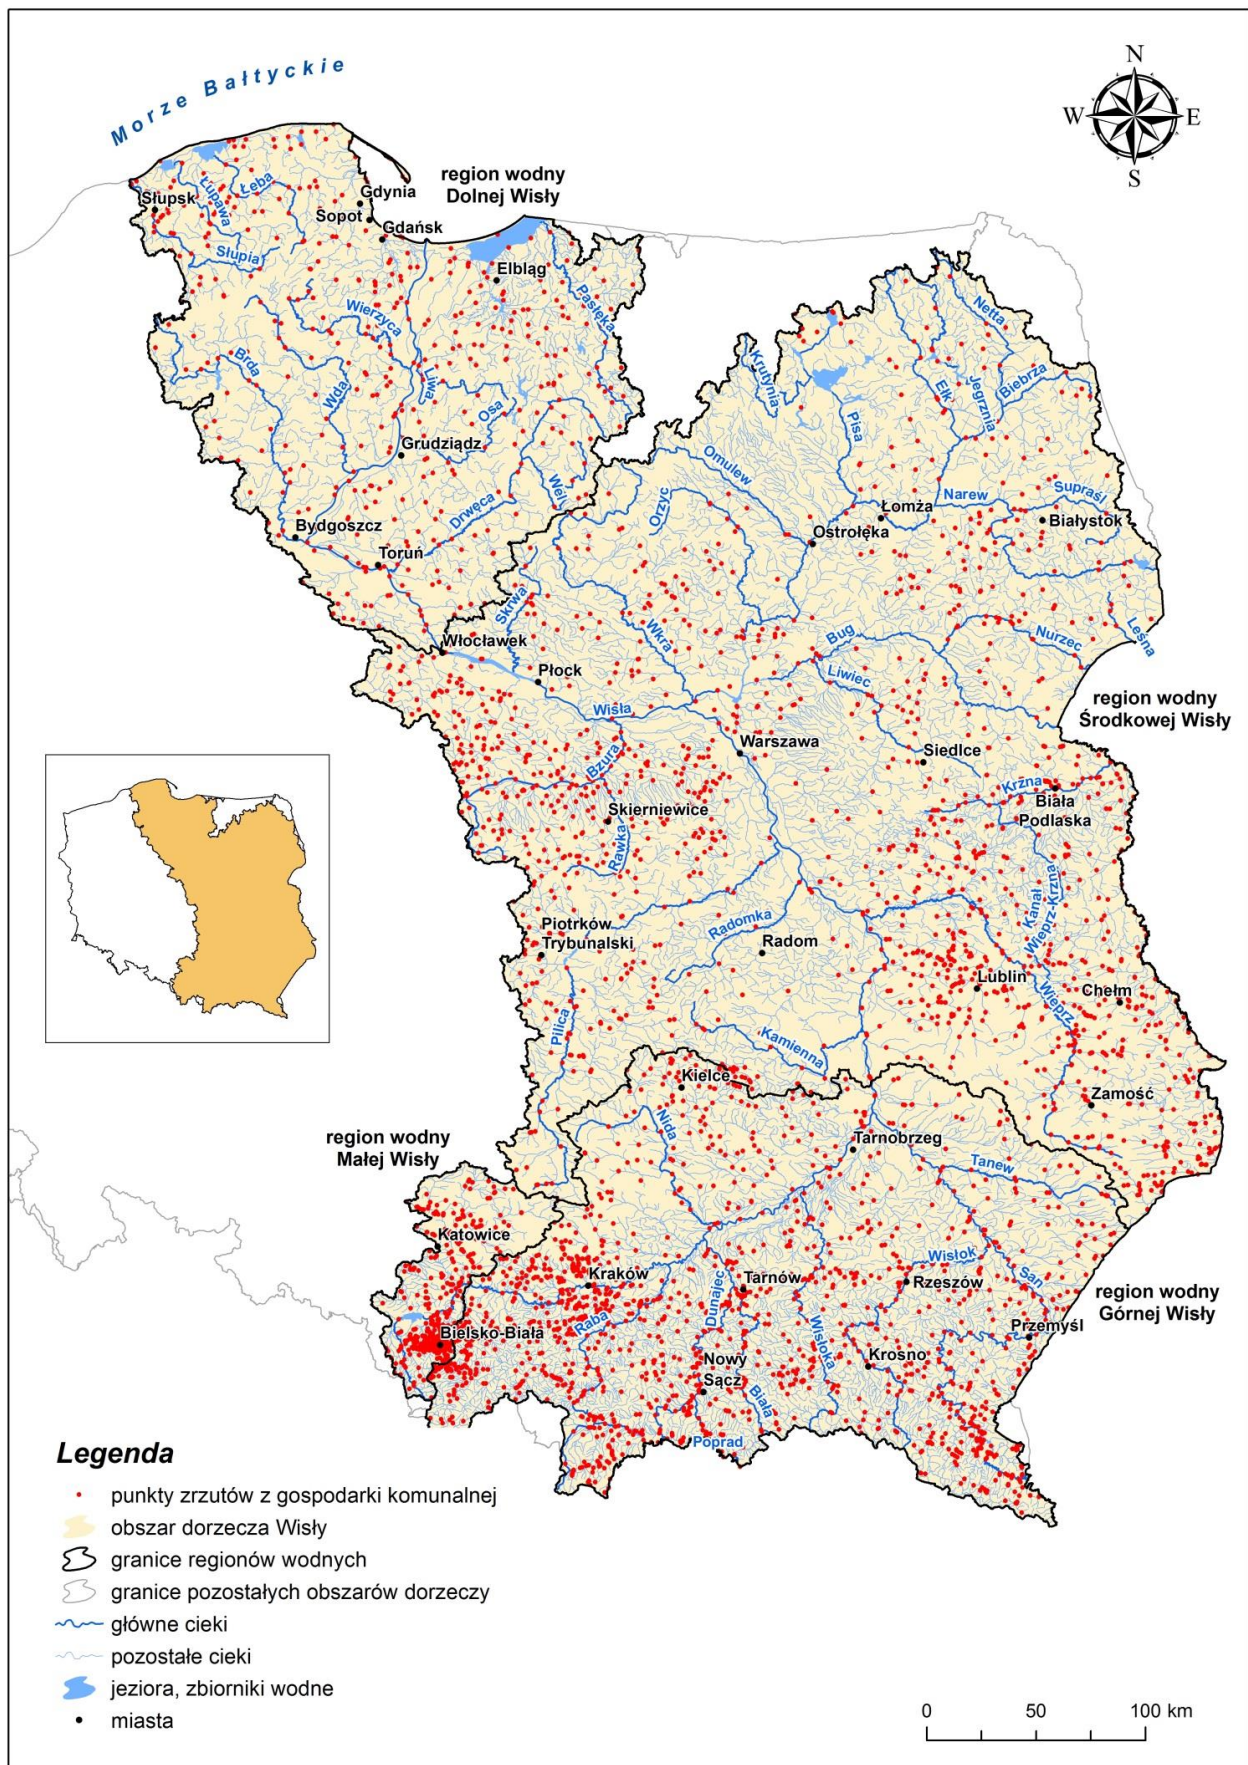 Morze Bałtyckie
N
W E
S
region wodny
Dolnej Wisły
Gdynia
Słupsk
Łupawa
Łeba
Sopot
Gdańsk
Słupia
Elbląg
Pasłęka
Wierzyca
Netta
Brda
Wda
Liwa
Osa
Krutynia
Ełk
Jegrznia
Biebrza
Pisa
Grudziądz
Omulew
Wel
Orzyc
Narew
Supraśl
Łomża
Białystok
Drwęca
Bydgoszcz
Ostrołęka
Toruń
Skrwa
Wkra
Bug
Nurzec
Leśna
Włocławek
Liwiec
Płock
region wodny
Środkowej Wisły
Wisła
Warszawa
Siedlce
Bzura
Krzna
Biała
Podlaska
Skierniewice
Rawka
Kanał
Wieprz-Krzna
Piotrków
Trybunalski
Radomka
Radom
Lublin
Wieprz
Chełm
Pilica
Kamienna
Kielce
Zamość
region wodny
Małej Wisły
Nida
Tarnobrzeg
Tanew
Katowice
Wisłok
Kraków
Tarnów
Rzeszów
San
region wodny
Górnej Wisły
Dunajec
Raba
Wisłoka
Przemyśl
Bielsko-Biała
Nowy
Sącz
Krosno
Biała
Poprad
Legenda
punkty zrzutów z gospodarki komunalnej
obszar dorzecza Wisły
granice regionów wodnych
granice pozostałych obszarów dorzeczy
główne cieki
pozostałe cieki
jeziora, zbiorniki wodne
miasta
0 50 100 km